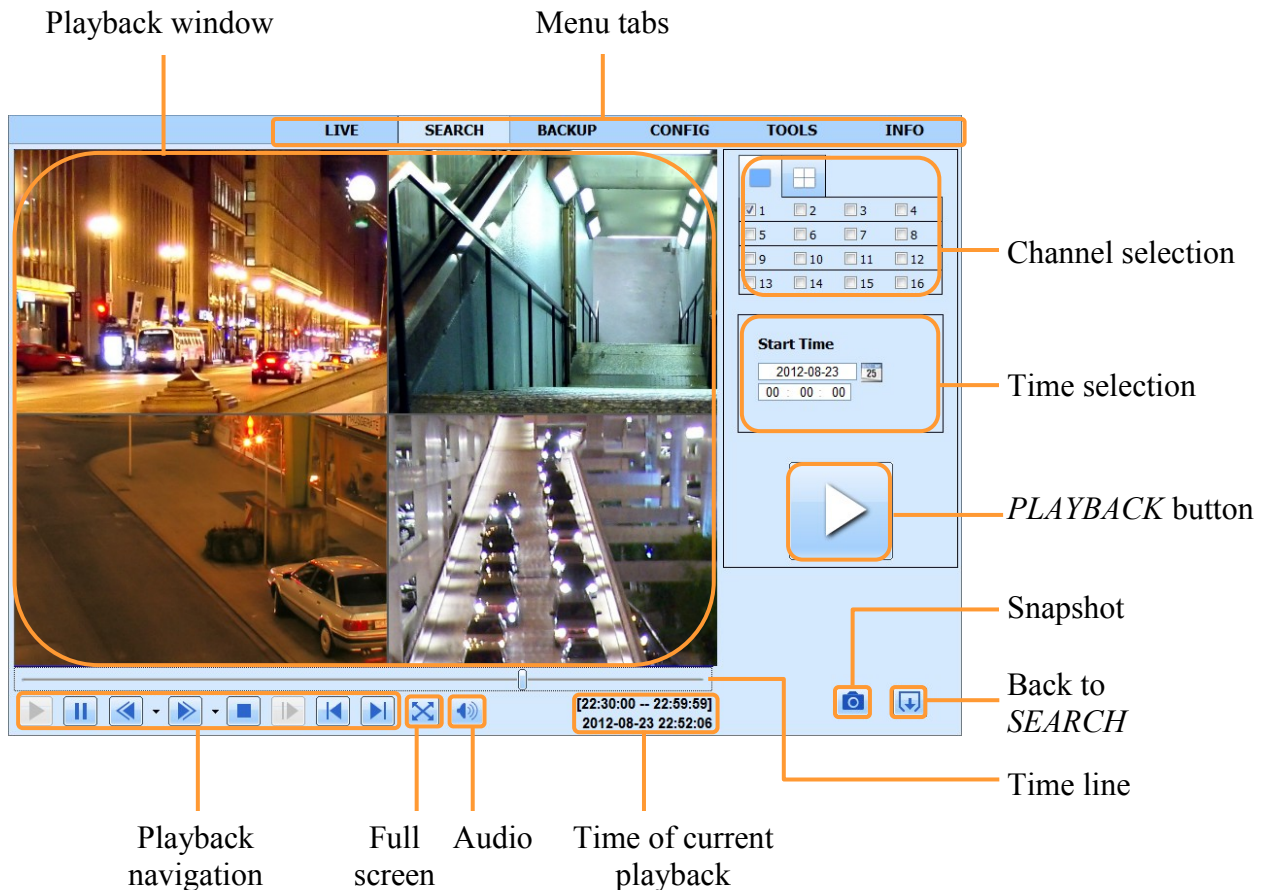 Playback window
Menu tabs
LIVE SEARCH BACKUP CONFIG TOOLS INFO
1 2 3 4
5 6 7 8
9 10 11 12
13 14 15 16
Channel selection
Start Time
2012-08-23 25
00 : 00 : 00
Time selection
PLAYBACK button
Snapshot
Back to
SEARCH
[22:30:00 -- 22:59:59]
2012-08-23 22:52:06
Time line
Playback
navigation
Full
screen
Audio
Time of current
playback